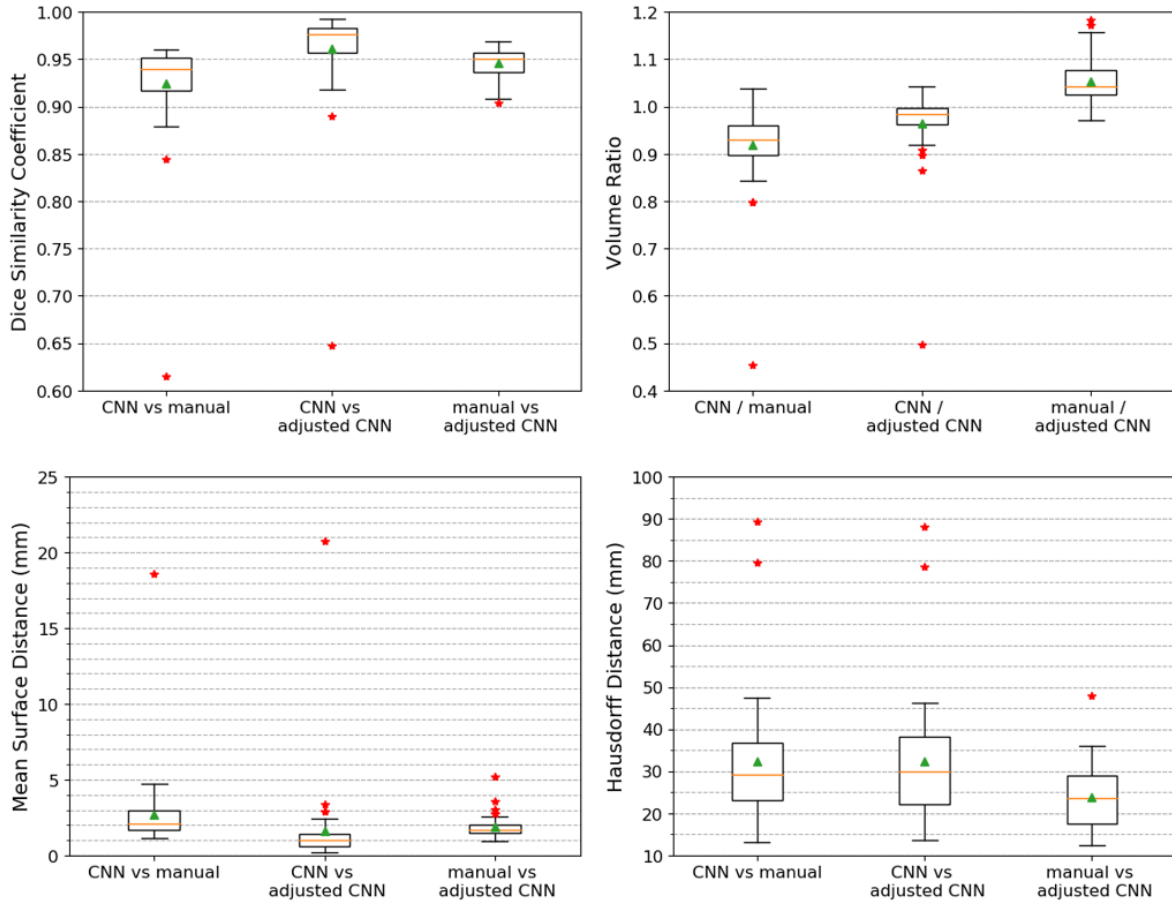 Dice Similarity Coefficient
1.00
0.95
0.90
0.85
0.80
0.75
0.70
0.65
0.60
CNN vs manual
CNN vs
adjusted CNN
manual vs
adjusted CNN
Volume Ratio
1.2
1.1
1.0
0.9
0.8
0.7
0.6
0.5
0.4
CNN / manual
CNN /
adjusted CNN
manual /
adjusted CNN
Mean Surface Distance (mm)
25
20
15
10
5
0
CNN vs manual
CNN vs
adjusted CNN
manual vs
adjusted CNN
Hausdorff Distance (mm)
100
90
80
70
60
50
40
30
20
10
CNN vs manual
CNN vs
adjusted CNN
manual vs
adjusted CNN